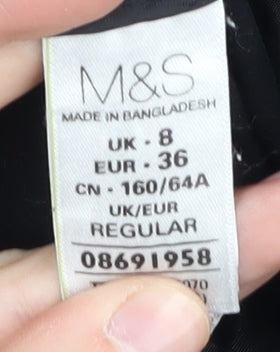 M&S
MADE IN BANGLADESH
UK - 8
EUR - 36
CN - 160/64A
UK/EUR
REGULAR
08691958